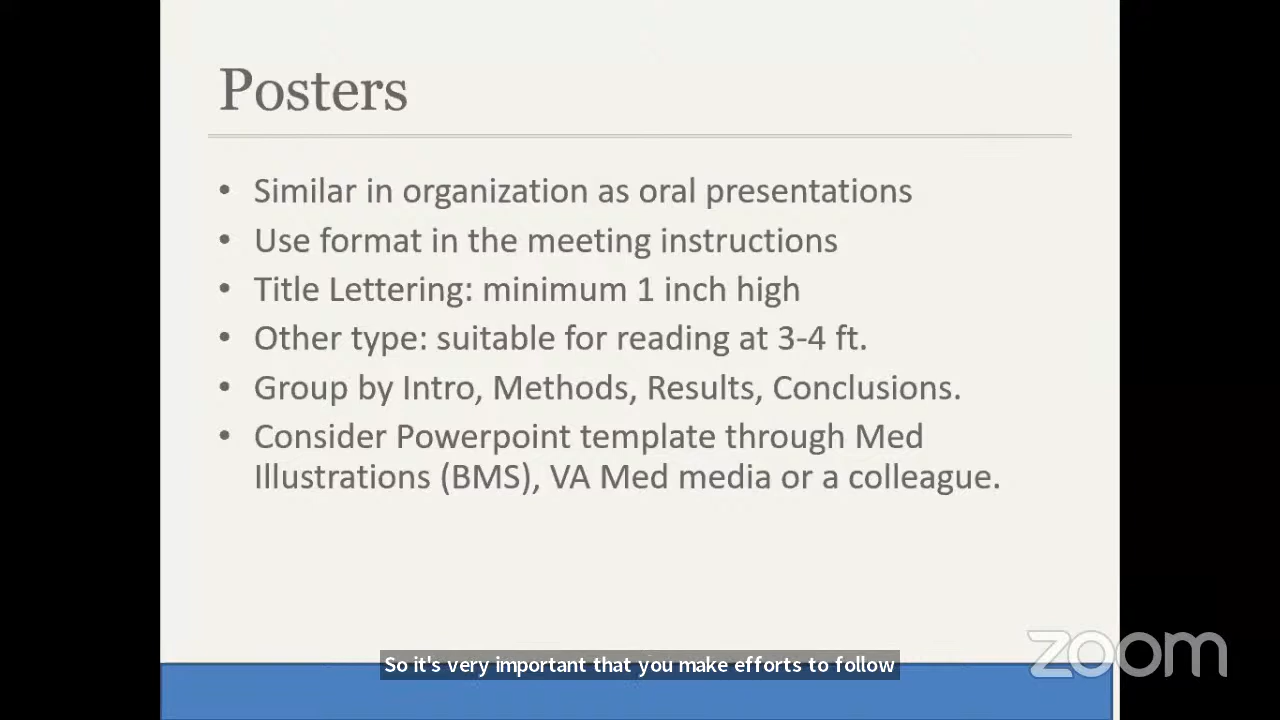 Posters
• Similar in organization as oral presentations
• Use format in the meeting instructions
• Title Lettering: minimum 1 inch high
• Other type: suitable for reading at 3-4 ft.
• Group by Intro, Methods, Results, Conclusions.
• Consider Powerpoint template through Med
Illustrations (BMS), VA Med media or a colleague.
So it's very important that you make efforts to follow
zoom